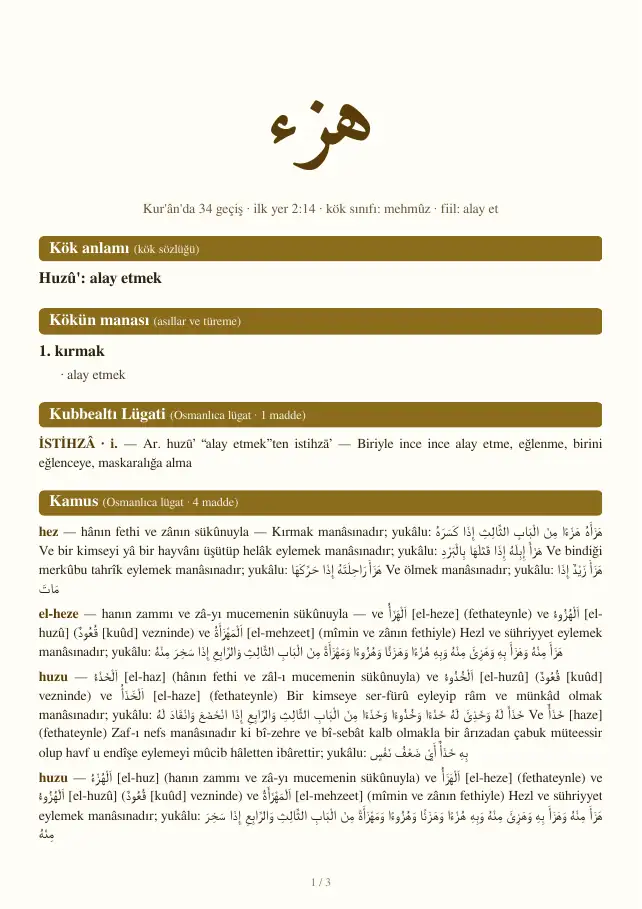 هزء
Kur'ân'da 34 geçiş · ilk yer 2:14 · kök sınıfı: mehmûz · fiil: alay et
Kök anlamı (kök sözlüğü)
Huzû': alay etmek
Kökün manası (asıllar ve türeme)
1. kırmak
· alay etmek
Kubbealtı Lügati (Osmanlıca lügat · 1 madde)
İSTİHZÂ · i. — Ar. huzû’ “alay etmek”ten istihzā’ — Biriyle ince ince alay etme, eğlenme, birini
eğlenceye, maskaralığa alma
Kamus (Osmanlıca lügat · 4 madde)
hez — hânın fethi ve zânın sükûnuyla — Kırmak manâsınadır; yukâlu: هَزَأَهُ هَزْءًا مِنَ الْبَابِ الثَّالِثِ إِذَا كَسَرَهُ
Ve bir kimseyi yâ bir hayvanı üşütüp helâk eylemek manâsınadır; yukâlu: هَزَأَ إِبِلَهُ إِذَا قَتَلَهَا بِالْبَرْدِ Ve bindiği
merkûbu tahrîk eylemek manâsınadır; yukâlu: هَزَأَ رَاحِلَتَهُ إِذَا حَرَّكَهَا Ve ölmek manâsınadır; yukâlu: هَزَأَ زَيْدٌ إِذَا
مَاتَ
el-heze — hanın zammı ve zâ-yı mucemenin sükûnuyla — ve اَلْهَزَأُ [el-heze] (fethateynle) ve اَلْهُزُوءُ [el-
huzû] (قُعُودٌ [kuûd] vezninde) ve اَلْمَهْزَأَةُ [el-mehzeet] (mîmin ve zânın fethiyle) Hezl ve sühriyyet eylemek
manâsınadır; yukâlu: هَزَأَ مِنْهُ وَهَزَأَ بِهِ وَهَزِئَ مِنْهُ وَبِهِ هُزْءًا وَهَزَئًا وَهُزُوءًا وَمَهْزَأَةً مِنَ الْبَابِ الثَّالِثِ وَالرَّابِعِ إِذَا سَخِرَ مِنْهُ
huzu — اَلْخَذْءُ [el-haz] (hânın fethi ve zâl-ı mucemenin sükûnuyla) ve اَلْخُذُوءُ [el-huzû] (قُعُودٌ [kuûd]
vezninde) ve اَلْخَذَأُ [el-haze] (fethateynle) Bir kimseye ser-fürû eyleyip râm ve münkâd olmak
manâsınadır; yukâlu: خَذَأَ لَهُ وَخَذِئَ لَهُ خَذْءًا وَخُذُوءًا وَخَذَءًا مِنَ الْبَابِ الثَّالِثِ وَالرَّابِعِ إِذَا انْخَضَعَ وَانْقَادَ لَهُ Ve خَذَأٌ [haze]
(fethateynle) Zaf-ı nefs manâsınadır ki bî-zehre ve bî-sebât kalb olmakla bir ârızadan çabuk müteessir
olup havf u endîşe eylemeyi mûcib hâletten ibârettir; yukâlu: بِهِ خَذَأٌ أَيْ ضَعْفُ نَفْسٍ
huzu — اَلْهُزْءُ [el-huz] (hanın zammı ve zâ-yı mucemenin sükûnuyla) ve اَلْهَزَأُ [el-heze] (fethateynle) ve
اَلْهُزُوءُ [el-huzû] (قُعُودٌ [kuûd] vezninde) ve اَلْمَهْزَأَةُ [el-mehzeet] (mîmin ve zânın fethiyle) Hezl ve sühriyyet
eylemek manâsınadır; yukâlu: هَزَأَ مِنْهُ وَهَزَأَ بِهِ وَهَزِئَ مِنْهُ وَبِهِ هُزْءًا وَهَزَئًا وَهُزُوءًا وَمَهْزَأَةً مِنَ الْبَابِ الثَّالِثِ وَالرَّابِعِ إِذَا سَخِرَ
مِنْهُ
1 / 3